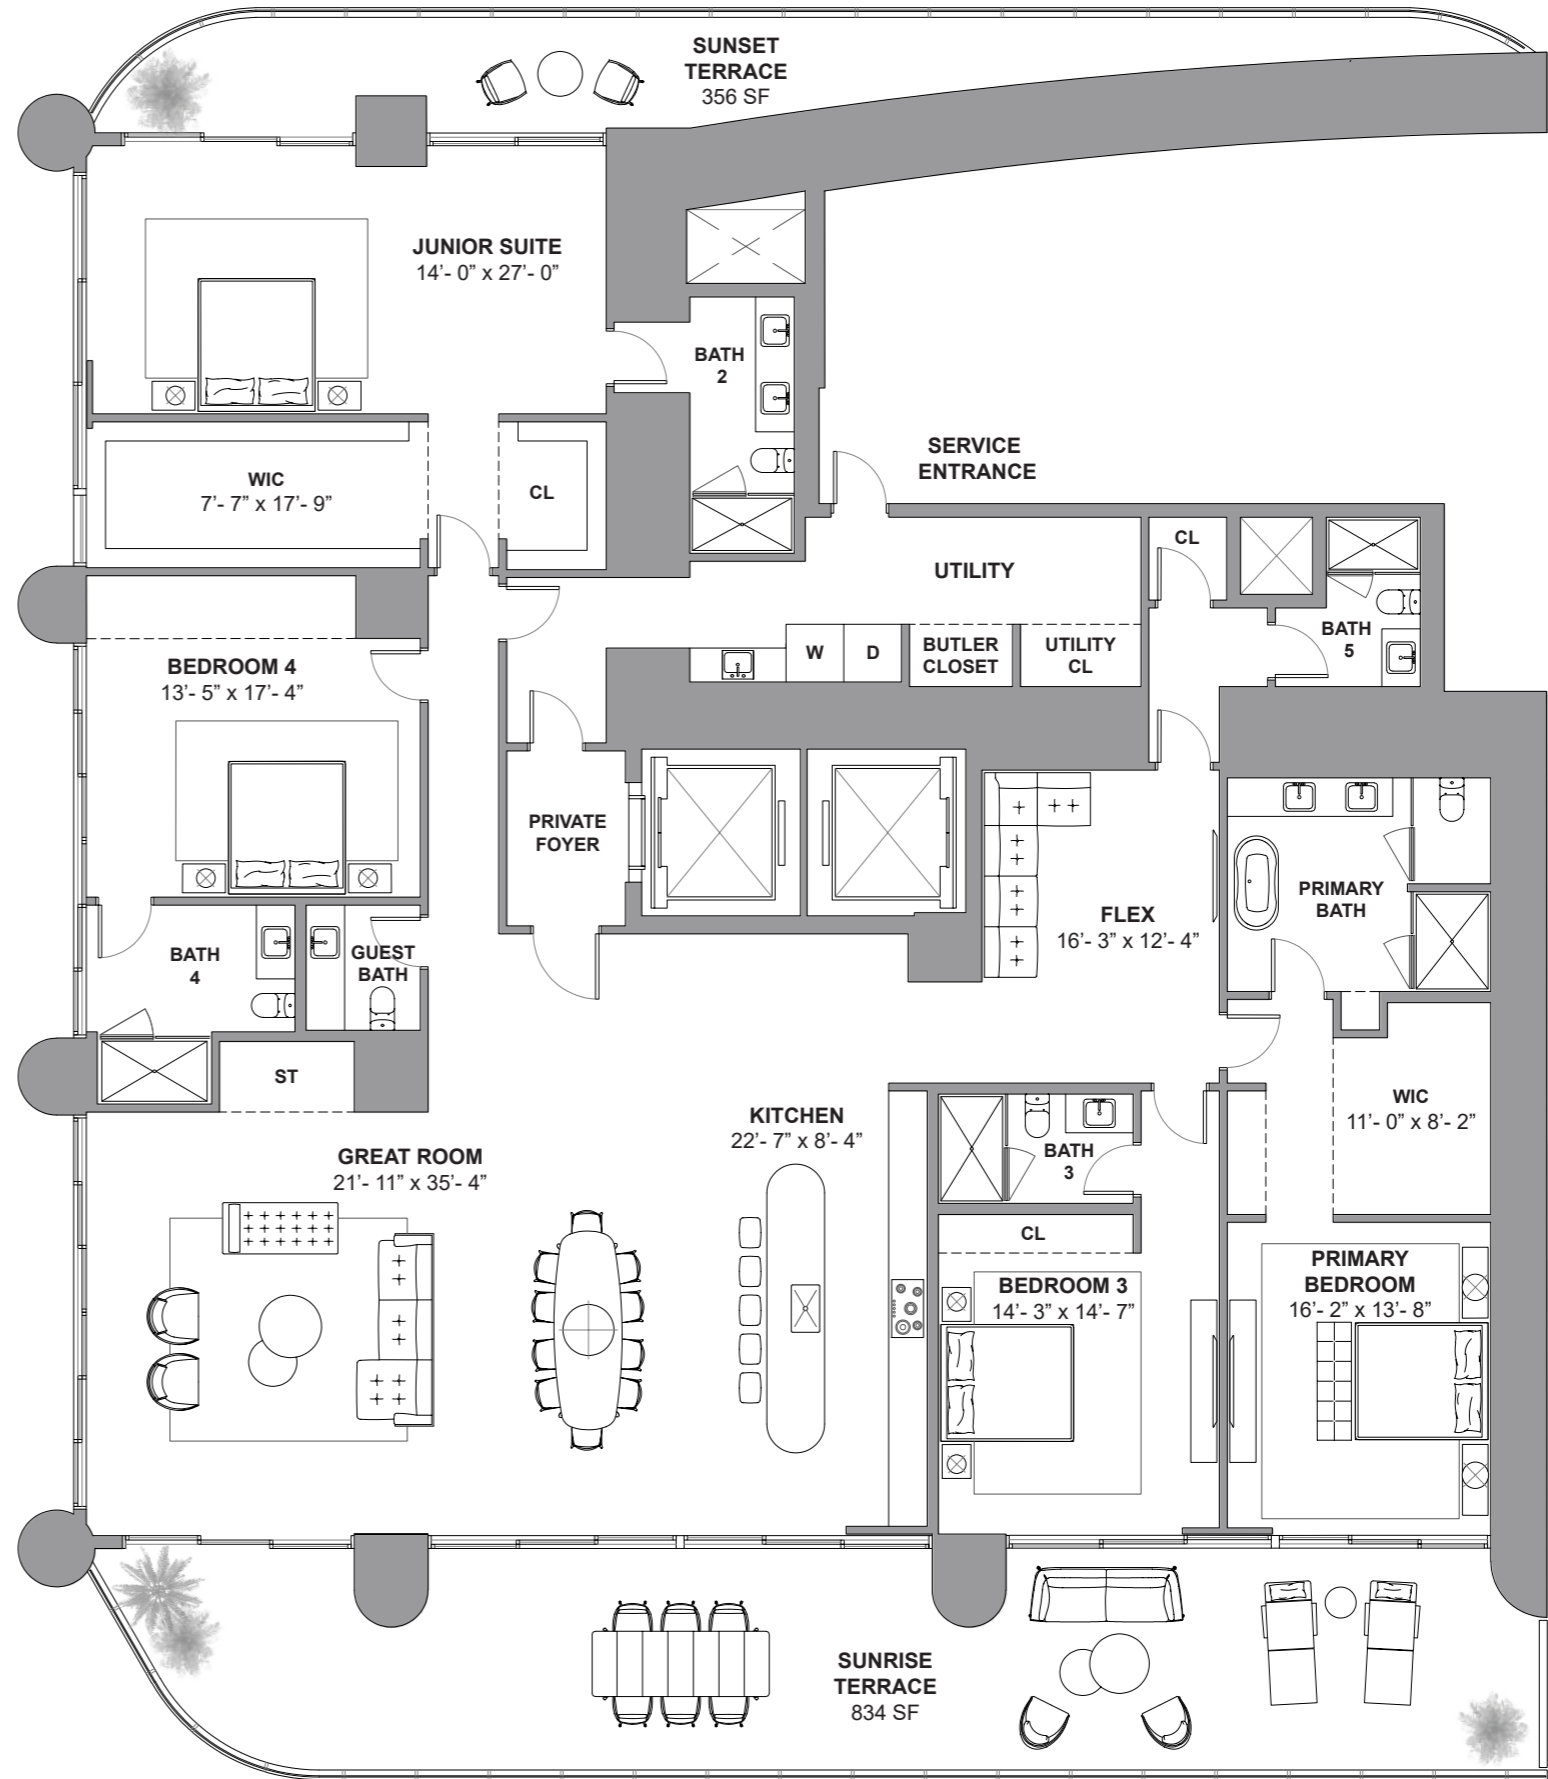 SUNSET
TERRACE
356 SF
JUNIOR SUITE
14’- 0” x 27’- 0”
BATH
2
SERVICE
ENTRANCE
WIC
7’- 7” x 17’- 9”
CL
CL
UTILITY
BATH
5
W
D
BUTLER
CLOSET
UTILITY
CL
BEDROOM 4
13’- 5” x 17’- 4”
PRIVATE
FOYER
FLEX
16’- 3” x 12’- 4”
PRIMARY
BATH
BATH
4
GUEST
BATH
ST
WIC
11’- 0” x 8’- 2”
KITCHEN
22’- 7” x 8’- 4”
GREAT ROOM
21’- 11” x 35’- 4”
BATH
3
CL
BEDROOM 3
14’- 3” x 14’- 7”
PRIMARY
BEDROOM
16’- 2” x 13’- 8”
SUNRISE
TERRACE
834 SF